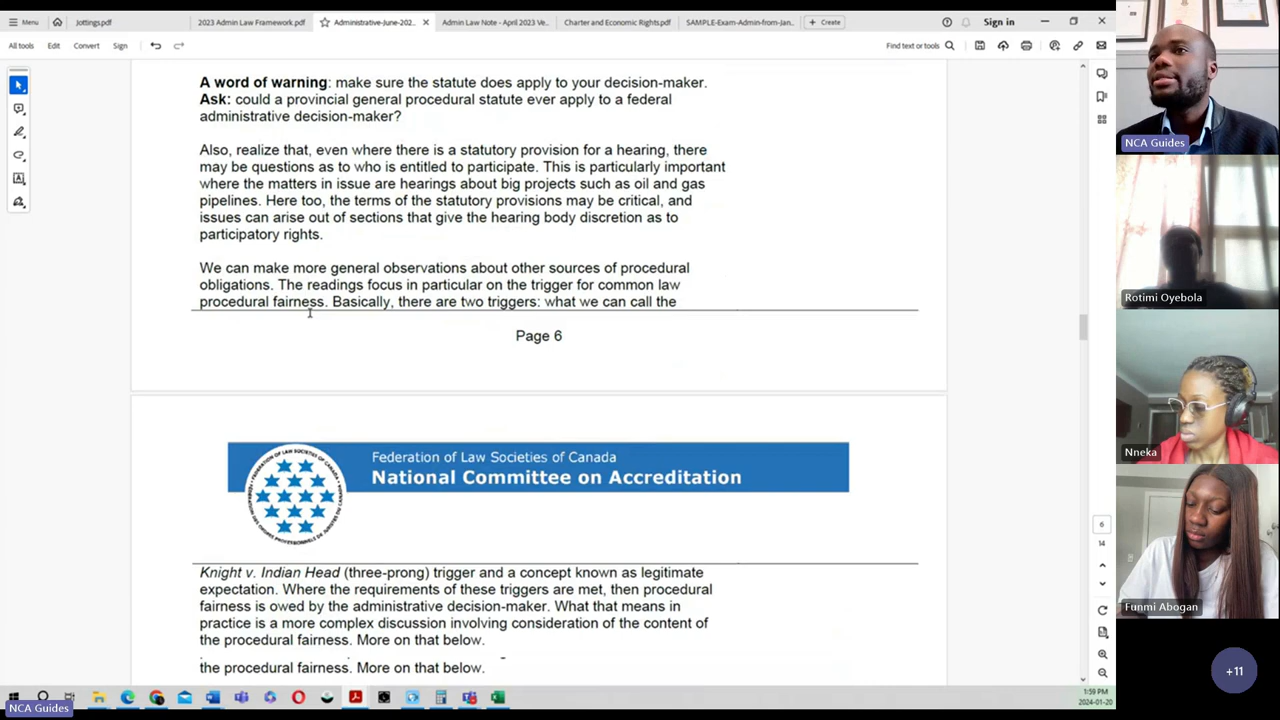 Menu
Jottings.pdf
2023 Admin Law Framework.pdf
Administrative-June-202...
Admin Law Note - April 2023 Ve...
Charter and Economic Rights.pdf
SAMPLE-Exam-Admin-from-Jan...
Create
Sign in
All tools
Edit
Convert
Sign
Find text or tools
A word of warning: make sure the statute does apply to your decision-maker.
Ask: could a provincial general procedural statute ever apply to a federal
administrative decision-maker?
Also, realize that, even where there is a statutory provision for a hearing, there
may be questions as to who is entitled to participate. This is particularly important
where the matters in issue are hearings about big projects such as oil and gas
pipelines. Here too, the terms of the statutory provisions may be critical, and
issues can arise out of sections that give the hearing body discretion as to
participatory rights.
We can make more general observations about other sources of procedural
obligations. The readings focus in particular on the trigger for common law
procedural fairness. Basically, there are two triggers: what we can call the
Page 6
Federation of Law Societies of Canada
National Committee on Accreditation
Knight v. Indian Head (three-prong) trigger and a concept known as legitimate
expectation. Where the requirements of these triggers are met, then procedural
fairness is owed by the administrative decision-maker. What that means in
practice is a more complex discussion involving consideration of the content of
the procedural fairness. More on that below.
the procedural fairness. More on that below.
6
14
1:59 PM
2024-01-20
NCA Guides
NCA Guides
Rotimi Oyebola
Nneka
Funmi Abogan
+11